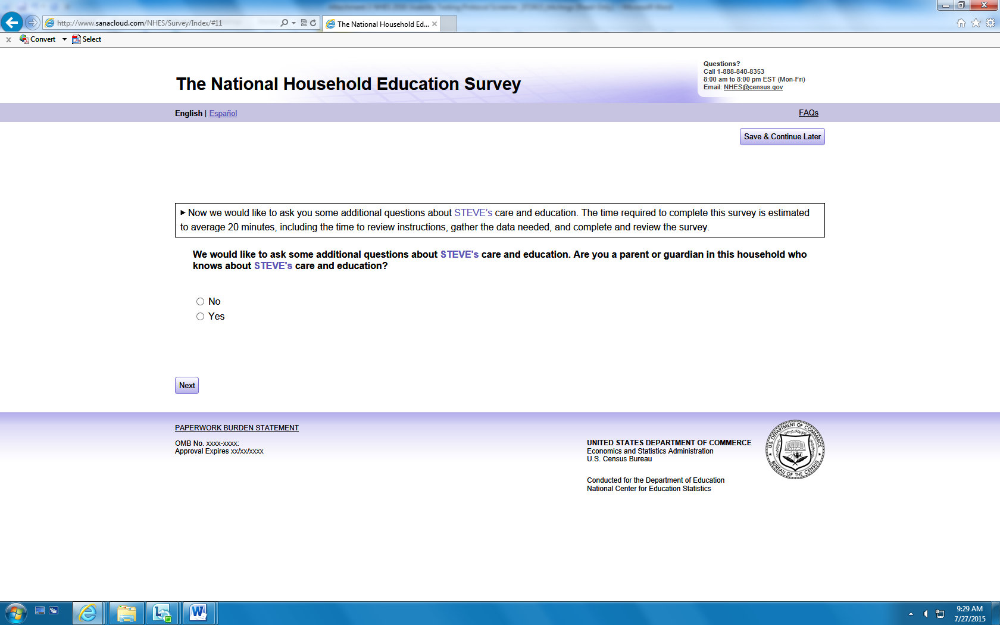 http://www.sanacloud.com/NHES/Survey/Index/#11
The National Household Ed...
x Convert Select
Questions?
Call 1-888-840-8353
8:00 am to 8:00 pm EST (Mon-Fri)
Email: NHES@census.gov
The National Household Education Survey
English | Español
FAQs
Save & Continue Later
►Now we would like to ask you some additional questions about STEVE's care and education. The time required to complete this survey is estimated
to average 20 minutes, including the time to review instructions, gather the data needed, and complete and review the survey.
We would like to ask some additional questions about STEVE's care and education. Are you a parent or guardian in this household who
knows about STEVE's care and education?
No
Yes
Next
PAPERWORK BURDEN STATEMENT
OMB No. xxxx-xxxx:
Approval Expires xx/xx/xxxx
UNITED STATES DEPARTMENT OF COMMERCE
Economics and Statistics Administration
U.S. Census Bureau
Conducted for the Department of Education
National Center for Education Statistics
U.S. DEPARTMENT OF COMMERCE
BUREAU OF THE CENSUS
9:29 AM
7/27/2015